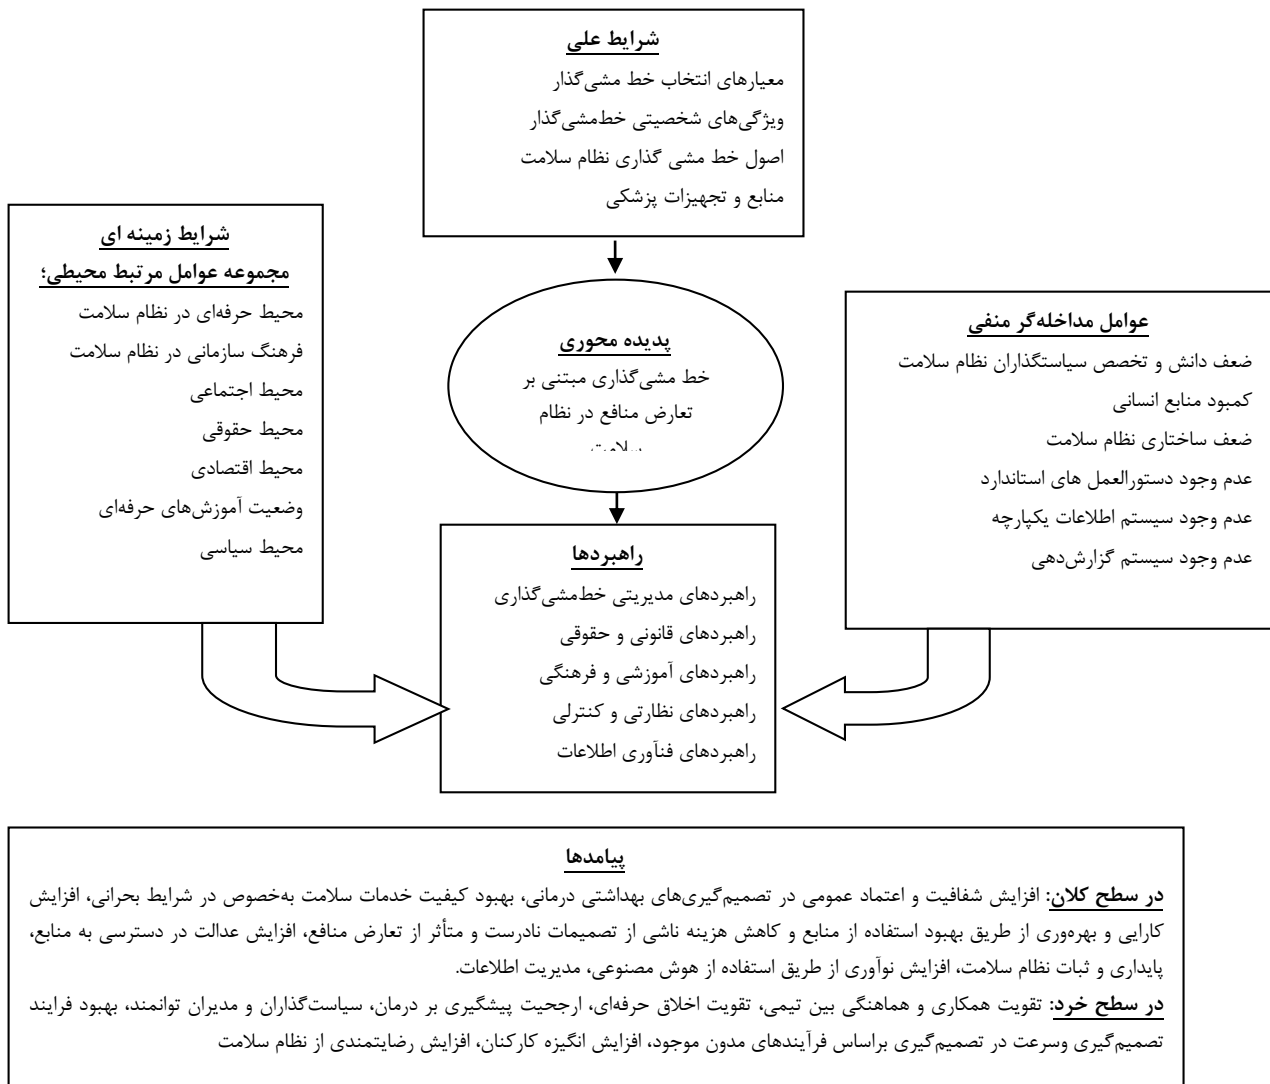 شرایط علی
معیارهای انتخاب خط مشی‌گذار
ویژگی‌های شخصیتی خط‌مشی‌گذار
اصول خط مشی گذاری نظام سلامت
منابع و تجهیزات پزشکی
شرایط زمینه ای
مجموعه عوامل مرتبط محیطی؛
محیط حرفه‌ای در نظام سلامت
فرهنگ سازمانی در نظام سلامت
محیط اجتماعی
محیط حقوقی
محیط اقتصادی
وضعیت آموزش‌های حرفه‌ای
محیط سیاسی
پدیده محوری
خط مشی‌گذاری مبتنی بر
تعارض منافع در نظام
سلامت
عوامل مداخله‌گر منفی
ضعف دانش و تخصص سیاستگذاران نظام سلامت
کمبود منابع انسانی
ضعف ساختاری نظام سلامت
عدم وجود دستورالعمل های استاندارد
عدم وجود سیستم اطلاعات یکپارچه
عدم وجود سیستم گزارش‌دهی
راهبردها
راهبردهای مدیریتی خط‌مشی‌گذاری
راهبردهای قانونی و حقوقی
راهبردهای آموزشی و فرهنگی
راهبردهای نظارتی و کنترلی
راهبردهای فنآوری اطلاعات
پیامدها
در سطح کلان: افزایش شفافیت و اعتماد عمومی در تصمیم‌گیری‌های بهداشتی درمانی، بهبود کیفیت خدمات سلامت به‌خصوص در شرایط بحرانی، افزایش
کارایی و بهره‌وری از طریق بهبود استفاده از منابع و کاهش هزینه ناشی از تصمیمات نادرست و متأثر از تعارض منافع، افزایش عدالت در دسترسی به منابع،
پایداری و ثبات نظام سلامت، افزایش نوآوری از طریق استفاده از هوش مصنوعی، مدیریت اطلاعات.
در سطح خرد: تقویت همکاری و هماهنگی بین تیمی، تقویت اخلاق حرفه‌ای، ارجحیت پیشگیری بر درمان، سیاست‌گذاران و مدیران توانمند، بهبود فرایند
تصمیم‌گیری وسرعت در تصمیم‌گیری براساس فرآیندهای مدون موجود، افزایش انگیزه کارکنان، افزایش رضایتمندی از نظام سلامت